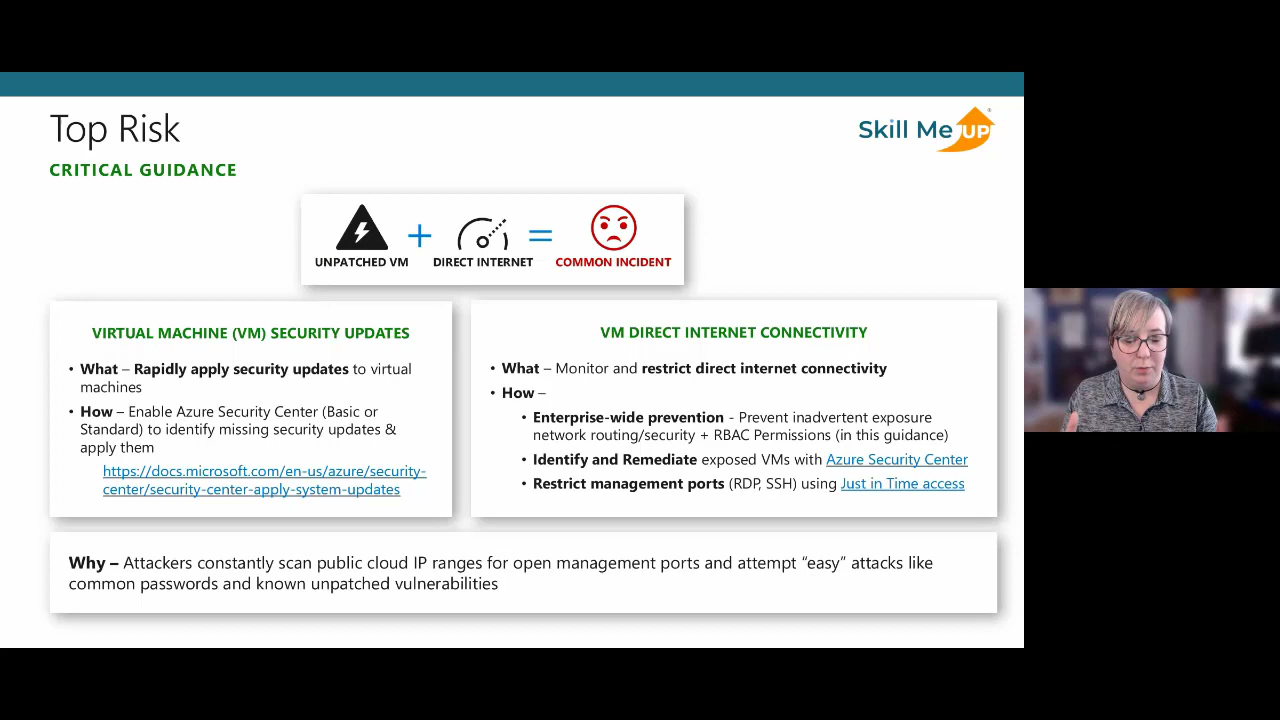 Top Risk
Skill Me UP®
CRITICAL GUIDANCE
+ =
UNPATCHED VM DIRECT INTERNET COMMON INCIDENT
VIRTUAL MACHINE (VM) SECURITY UPDATES
• What – Rapidly apply security updates to virtual
machines
• How – Enable Azure Security Center (Basic or
Standard) to identify missing security updates &
apply them
https://docs.microsoft.com/en-us/azure/security-
center/security-center-apply-system-updates
VM DIRECT INTERNET CONNECTIVITY
• What – Monitor and restrict direct internet connectivity
• How –
• Enterprise-wide prevention - Prevent inadvertent exposure
network routing/security + RBAC Permissions (in this guidance)
• Identify and Remediate exposed VMs with Azure Security Center
• Restrict management ports (RDP, SSH) using Just in Time access
Why – Attackers constantly scan public cloud IP ranges for open management ports and attempt “easy” attacks like
common passwords and known unpatched vulnerabilities